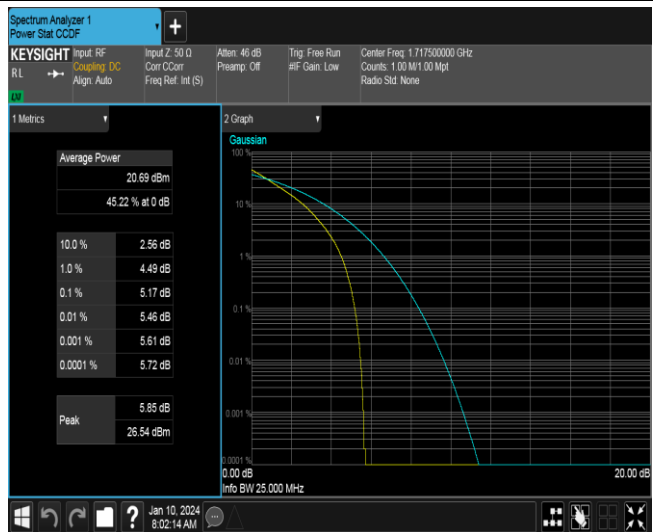 Spectrum Analyzer 1
Power Stat CCDF
+
KEYSIGHT
RL
Input: RF
Coupling: DC
Align: Auto
Input Z: 50 Ω
Corr CCorr
Freq Ref: Int (S)
Atten: 46 dB
Preamp: Off
Trig: Free Run
#IF Gain: Low
Center Freq: 1.717500000 GHz
Counts: 1.00 M/1.00 Mpt
Radio Std: None
1 Metrics
Average Power
20.69 dBm
45.22 % at 0 dB
10.0 % 2.56 dB
1.0 % 4.49 dB
0.1 % 5.17 dB
0.01 % 5.46 dB
0.001 % 5.61 dB
0.0001 % 5.72 dB
Peak
5.85 dB
26.54 dBm
2 Graph
Gaussian
100 %
10 %
1 %
0.1 %
0.01 %
0.001 %
0.0001 %
0.00 dB
20.00 dB
Info BW 25.000 MHz
?
Jan 10, 2024
8:02:14 AM